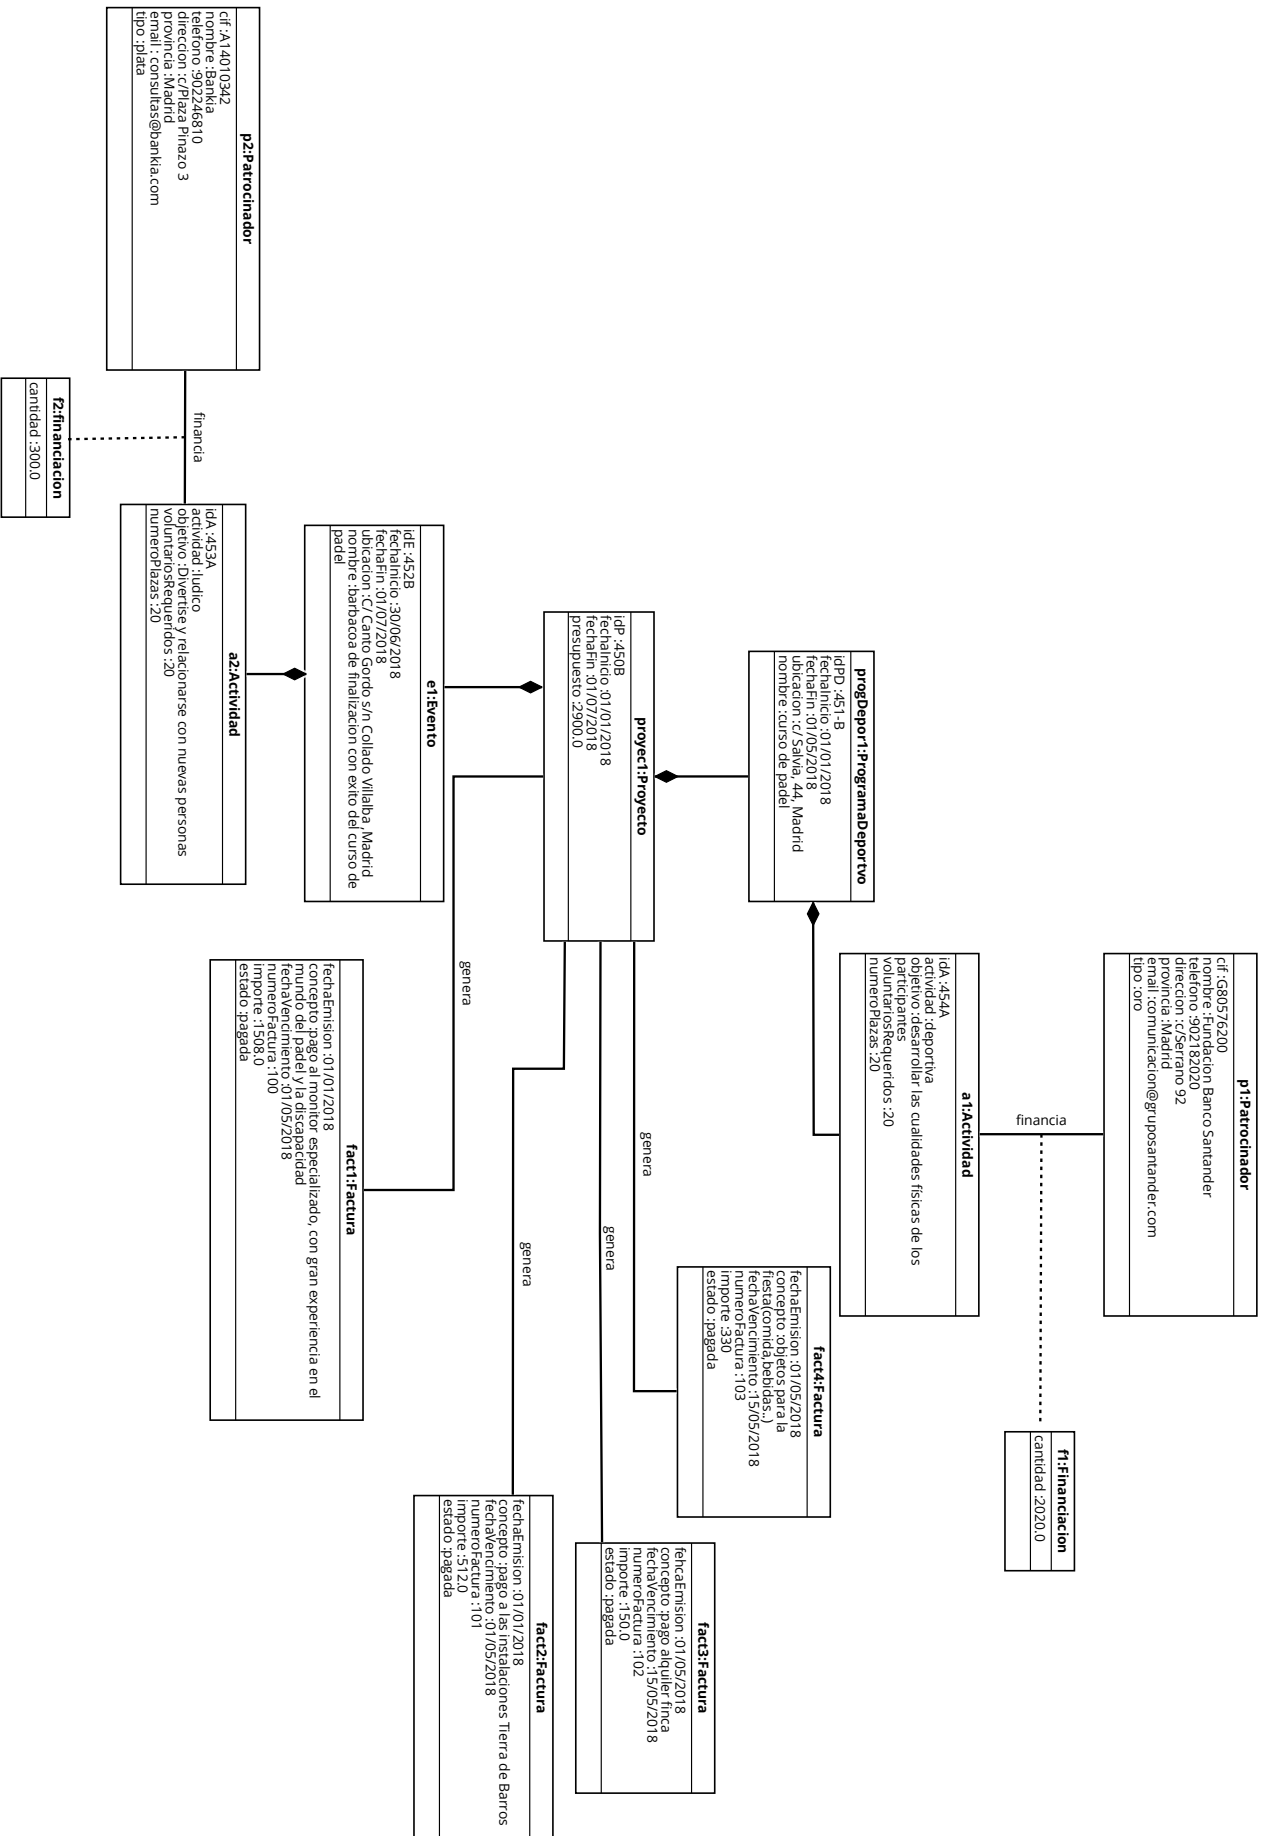 p1:Patrocinador
cif :G80576200
nombre :Fundacion Banco Santander
telefono :902182020
direccion :c/Serrano 92
provincia :Madrid
email :comunicacion@gruposantander.com
tipo :oro
f1:Financiacion
cantidad :2020.0
financia
a1:Actividad
idA :454A
actividad :deportiva
objetivo :desarrollar las cualidades físicas de los
participantes
voluntariosRequeridos :20
numeroPlazas :20
progDepor1:ProgramaDeportvo
idPD :451-B
fechaInicio :01/01/2018
fechaFin :01/05/2018
ubicacion :c/ Salvia, 44, Madrid
nombre :curso de padel
fact4:Factura
fechaEmision :01/05/2018
concepto :objetos para la
fiesta(comida,bebidas..)
fechaVencimiento :15/05/2018
numeroFactura :103
importe :330
estado :pagada
fact3:Factura
fehcaEmision :01/05/2018
concepto :pago alquiler finca
fechaVencimiento :15/05/2018
numeroFactura :102
importe :150.0
estado :pagada
proyec1:Proyecto
idP :450B
fechaInicio :01/01/2018
fechaFin :01/07/2018
presupuesto :2900.0
genera
genera
genera
genera
fact2:Factura
fechaEmision :01/01/2018
concepto :pago a las instalaciones Tierra de Barros
fechaVencimiento :01/05/2018
numeroFactura :101
importe :512.0
estado :pagada
e1:Evento
idE :452B
fechaInicio :30/06/2018
fechaFin :01/07/2018
ubicacion :C/ Canto Gordo s/n Collado Villalba ,Madrid
nombre :barbacoa de finalizacion con exito del curso de
padel
fact1:Factura
fechaEmision :01/01/2018
concepto :pago al monitor especializado, con gran experiencia en el
mundo del padel y la discapacidad
fechaVencimiento :01/05/2018
numeroFactura :100
importe :1508.0
estado :pagada
p2:Patrocinador
cif :A14010342
nombre :Bankia
telefono :902246810
direccion :c/Plaza Pinazo 3
provincia :Madrid
email : consultas@bankia.com
tipo :plata
financia
a2:Actividad
idA :453A
actividad :ludico
objetivo :Divertise y relacionarse con nuevas personas
voluntariosRequeridos :20
numeroPlazas :20
f2:financiacion
cantidad :300.0